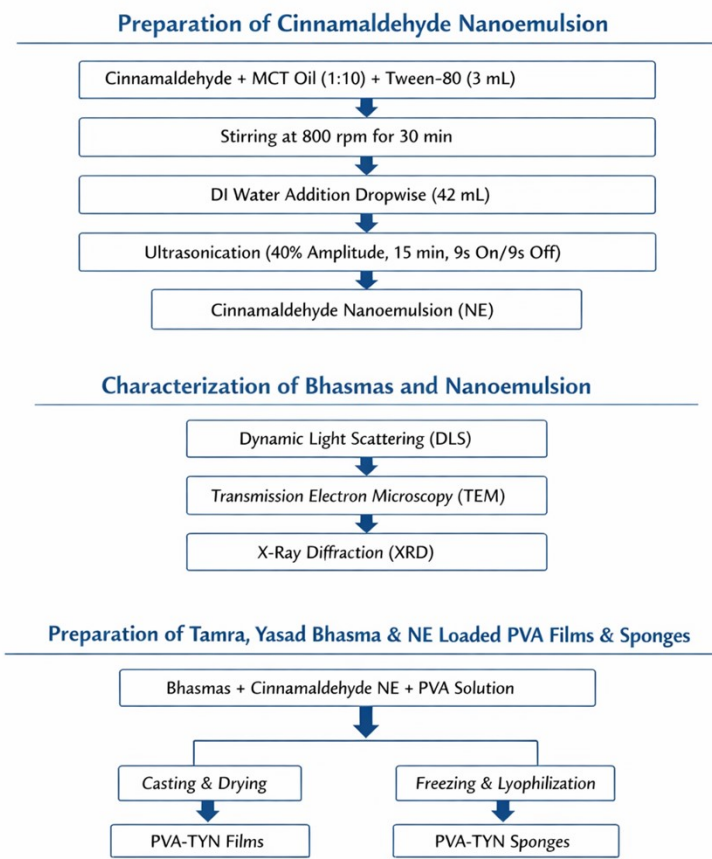 Preparation of Cinnamaldehyde Nanoemulsion
Cinnamaldehyde + MCT Oil (1:10) + Tween-80 (3 mL)
Stirring at 800 rpm for 30 min
DI Water Addition Dropwise (42 mL)
Ultrasonication (40% Amplitude, 15 min, 9s On/9s Off)
Cinnamaldehyde Nanoemulsion (NE)
Characterization of Bhasmas and Nanoemulsion
Dynamic Light Scattering (DLS)
Transmission Electron Microscopy (TEM)
X-Ray Diffraction (XRD)
Preparation of Tamra, Yasad Bhasma & NE Loaded PVA Films & Sponges
Bhasmas + Cinnamaldehyde NE + PVA Solution
Casting & Drying
Freezing & Lyophilization
PVA-TYN Films
PVA-TYN Sponges